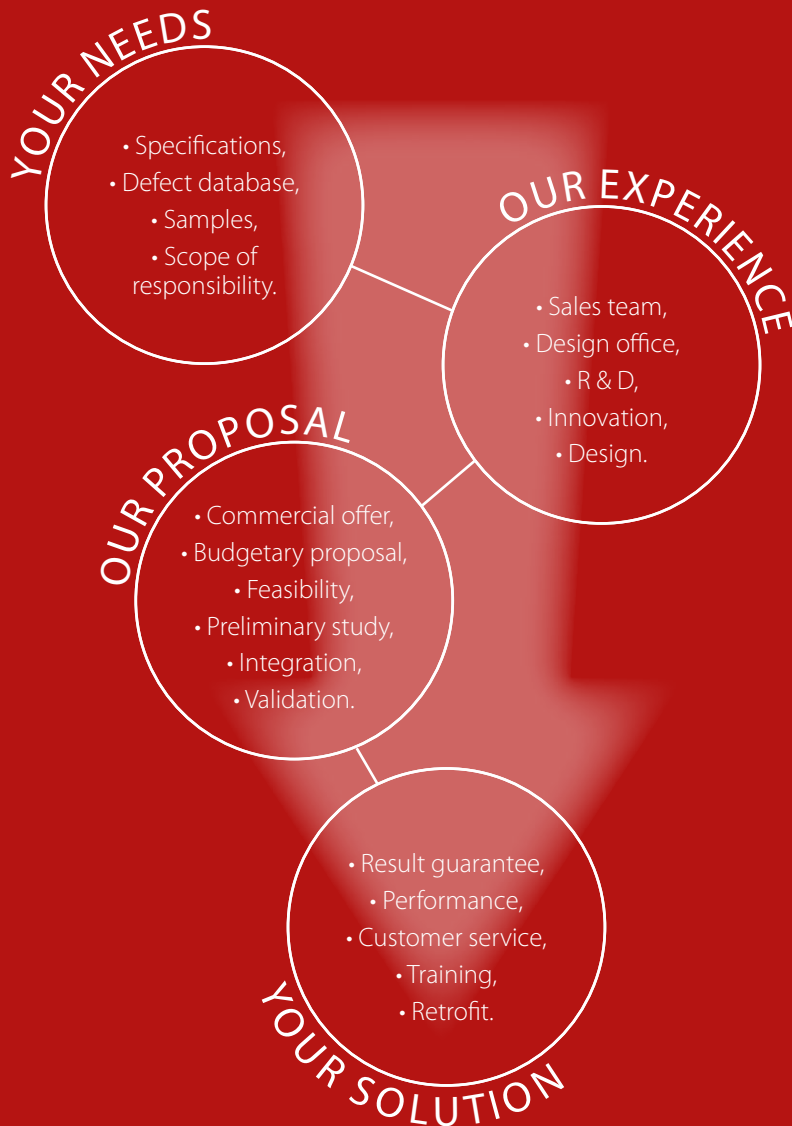 YOUR NEEDS
• Specifications,
• Defect database,
• Samples,
• Scope of
responsibility.
OUR EXPERIENCE
• Sales team,
• Design office,
• R & D,
• Innovation,
• Design.
OUR PROPOSAL
• Commercial offer,
• Budgetary proposal,
• Feasibility,
• Preliminary study,
• Integration,
• Validation.
• Result guarantee,
• Performance,
• Customer service,
• Training,
• Retrofit.
YOUR SOLUTION